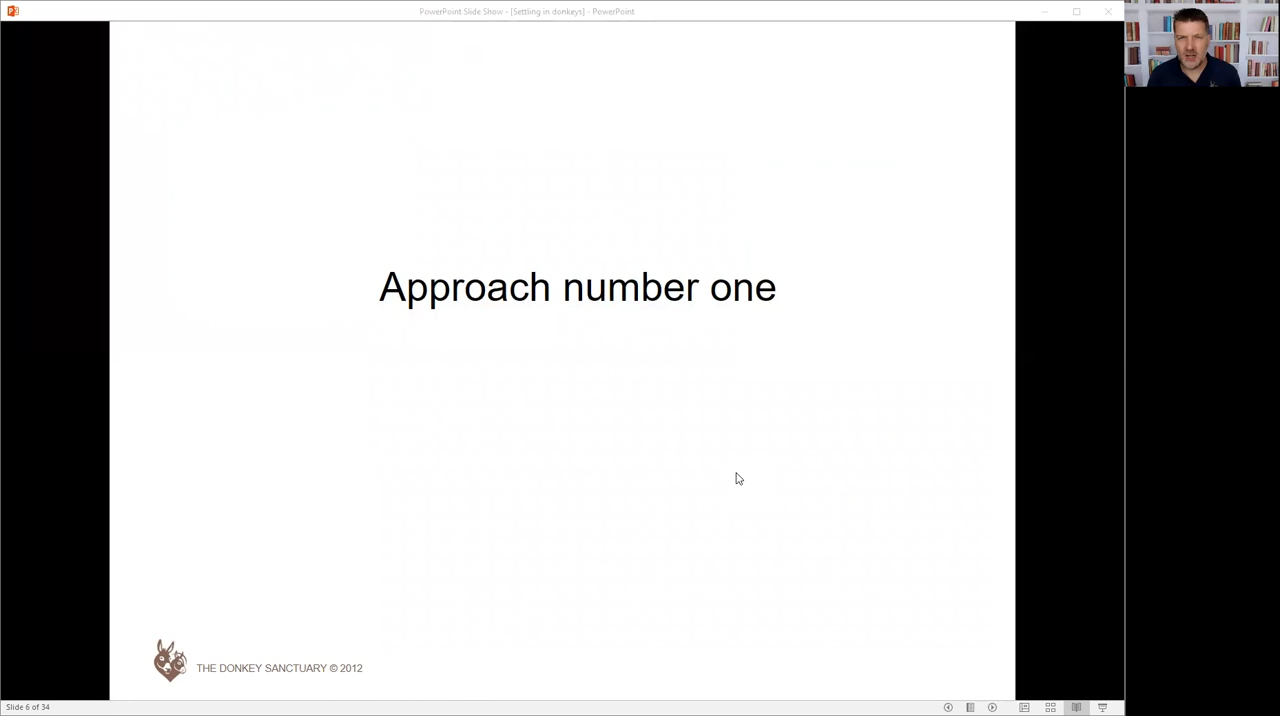 PowerPoint Slide Show - [Settling in donkeys] - PowerPoint
Approach number one
THE DONKEY SANCTUARY © 2012
Slide 6 of 34